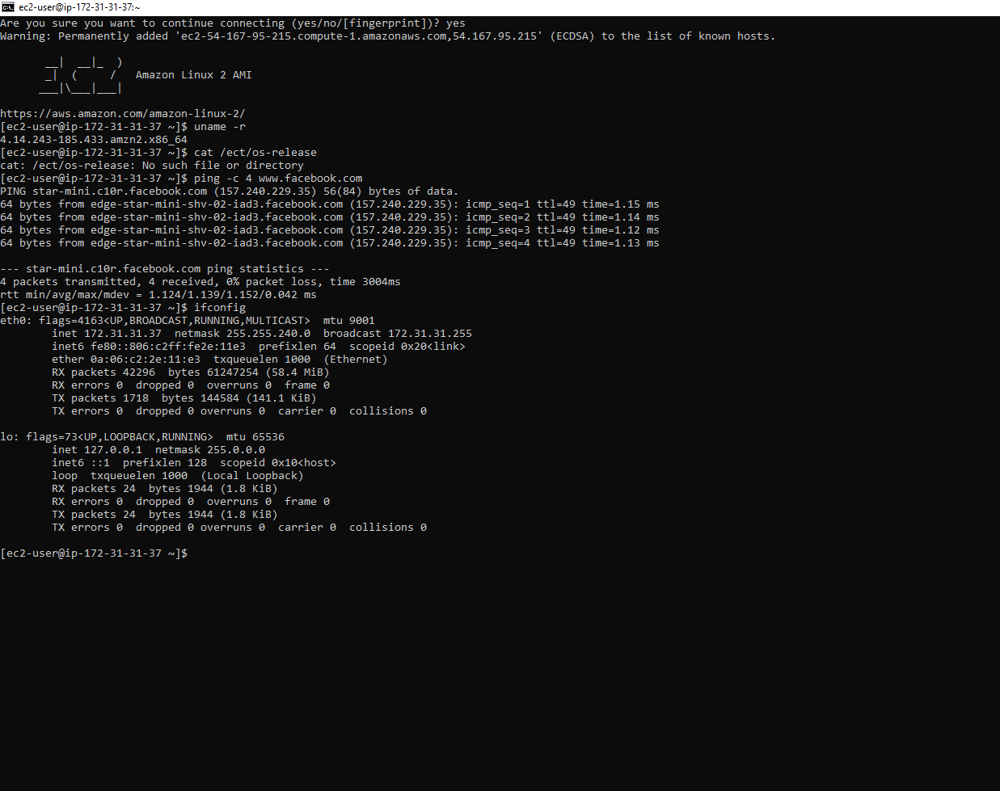 ec2-user@ip-172-31-31-37:~
Are you sure you want to continue connecting (yes/no/[fingerprint])? yes
Warning: Permanently added 'ec2-54-167-95-215.compute-1.amazonaws.com,54.167.95.215' (ECDSA) to the list of known hosts.

       __|  __|_  )
       _|  (     /   Amazon Linux 2 AMI
      ___|\___|___|

https://aws.amazon.com/amazon-linux-2/
[ec2-user@ip-172-31-31-37 ~]$ uname -r
4.14.243-185.433.amzn2.x86_64
[ec2-user@ip-172-31-31-37 ~]$ cat /ect/os-release
cat: /ect/os-release: No such file or directory
[ec2-user@ip-172-31-31-37 ~]$ ping -c 4 www.facebook.com
PING star-mini.c10r.facebook.com (157.240.229.35) 56(84) bytes of data.
64 bytes from edge-star-mini-shv-02-iad3.facebook.com (157.240.229.35): icmp_seq=1 ttl=49 time=1.15 ms
64 bytes from edge-star-mini-shv-02-iad3.facebook.com (157.240.229.35): icmp_seq=2 ttl=49 time=1.14 ms
64 bytes from edge-star-mini-shv-02-iad3.facebook.com (157.240.229.35): icmp_seq=3 ttl=49 time=1.12 ms
64 bytes from edge-star-mini-shv-02-iad3.facebook.com (157.240.229.35): icmp_seq=4 ttl=49 time=1.13 ms

--- star-mini.c10r.facebook.com ping statistics ---
4 packets transmitted, 4 received, 0% packet loss, time 3004ms
rtt min/avg/max/mdev = 1.124/1.139/1.152/0.042 ms
[ec2-user@ip-172-31-31-37 ~]$ ifconfig
eth0: flags=4163<UP,BROADCAST,RUNNING,MULTICAST>  mtu 9001
        inet 172.31.31.37  netmask 255.255.240.0  broadcast 172.31.31.255
        inet6 fe80::806:c2ff:fe2e:11e3  prefixlen 64  scopeid 0x20<link>
        ether 0a:06:c2:2e:11:e3  txqueuelen 1000  (Ethernet)
        RX packets 42296  bytes 61247254 (58.4 MiB)
        RX errors 0  dropped 0  overruns 0  frame 0
        TX packets 1718  bytes 144584 (141.1 KiB)
        TX errors 0  dropped 0 overruns 0  carrier 0  collisions 0

lo: flags=73<UP,LOOPBACK,RUNNING>  mtu 65536
        inet 127.0.0.1  netmask 255.0.0.0
        inet6 ::1  prefixlen 128  scopeid 0x10<host>
        loop  txqueuelen 1000  (Local Loopback)
        RX packets 24  bytes 1944 (1.8 KiB)
        RX errors 0  dropped 0  overruns 0  frame 0
        TX packets 24  bytes 1944 (1.8 KiB)
        TX errors 0  dropped 0 overruns 0  carrier 0  collisions 0

[ec2-user@ip-172-31-31-37 ~]$